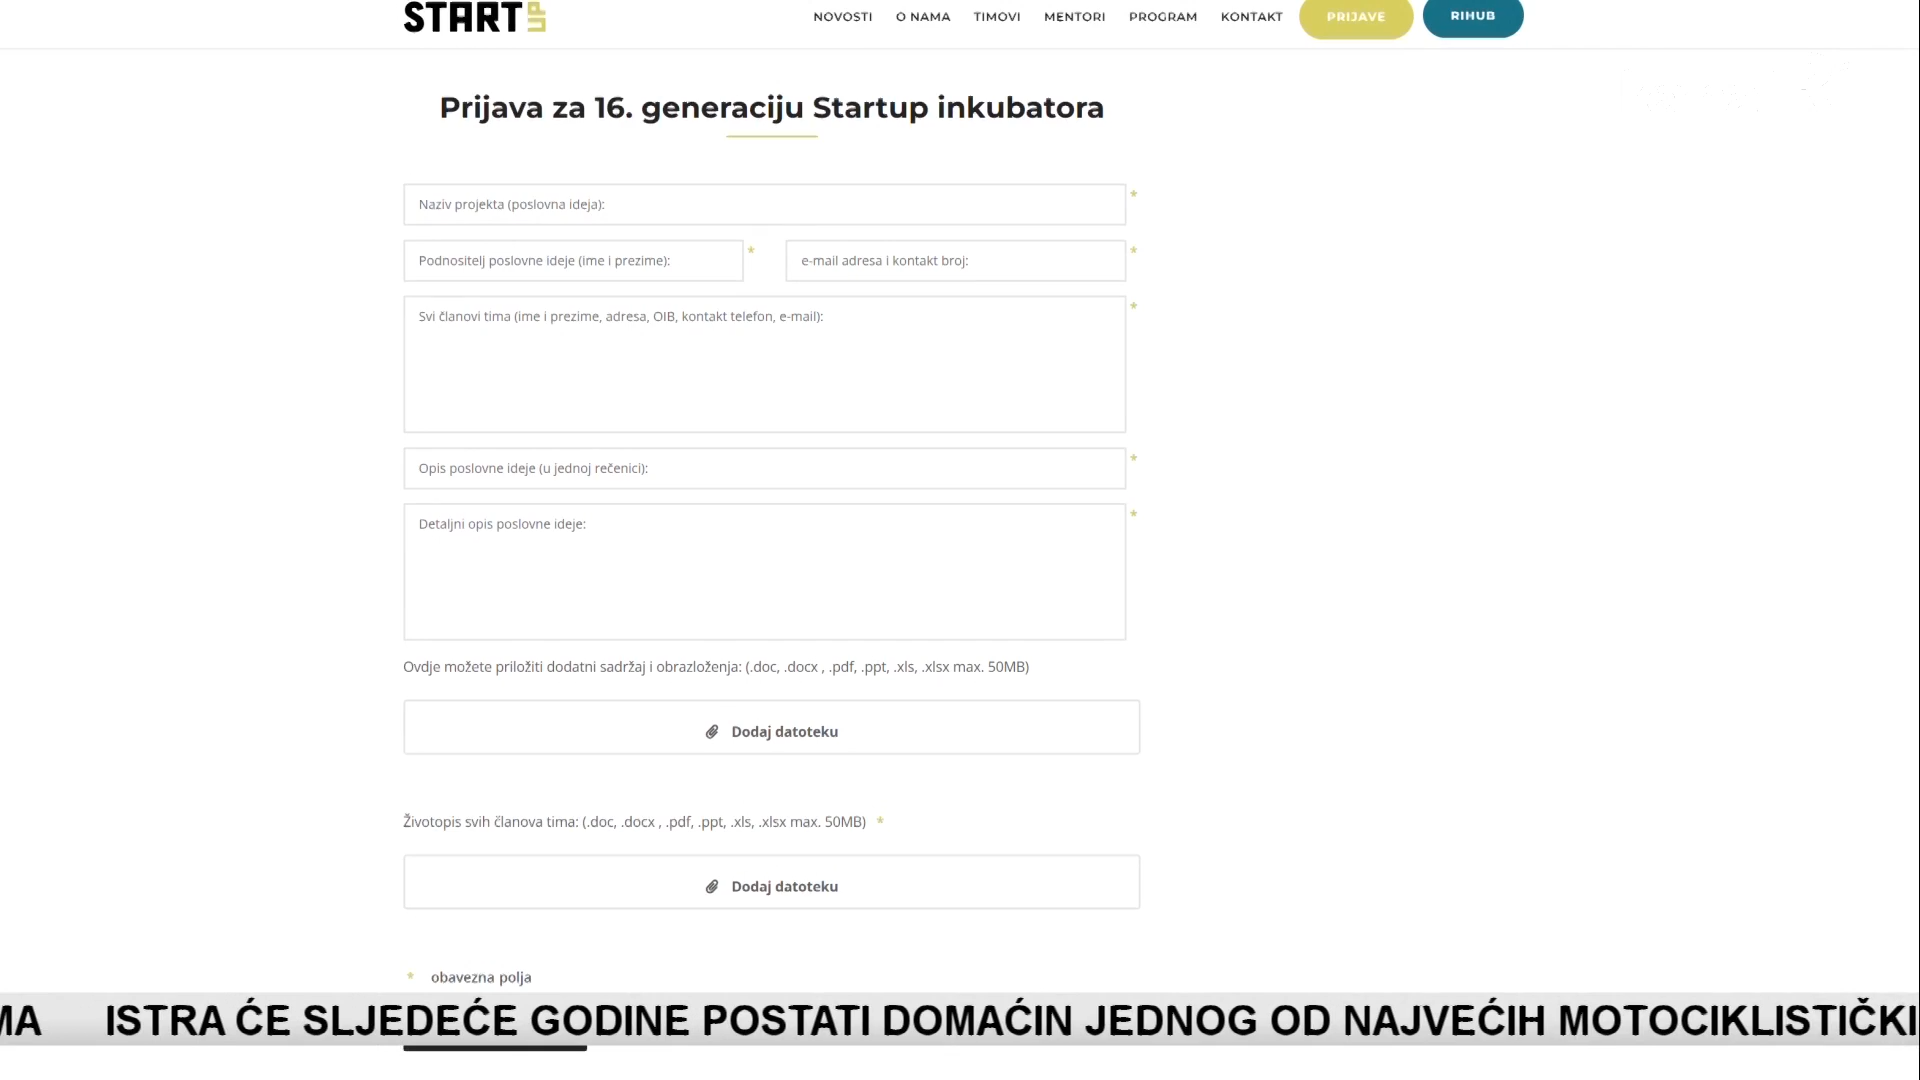 START UP
NOVOSTI O NAMA TIMOVI MENTORI PROGRAM KONTAKT PRIJAVE RIHUB
Prijava za 16. generaciju Startup inkubatora
Naziv projekta (poslovna ideja): *
Podnositelj poslovne ideje (ime i prezime): * e-mail adresa i kontakt broj: *
Svi članovi tima (ime i prezime, adresa, OIB, kontakt telefon, e-mail): *
Opis poslovne ideje (u jednoj rečenici): *
Detaljni opis poslovne ideje: *
Ovdje možete priložiti dodatni sadržaj i obrazloženja: (.doc, .docx , .pdf, .ppt, .xls, .xlsx max. 50MB)
Dodaj datoteku
Životopis svih članova tima: (.doc, .docx , .pdf, .ppt, .xls, .xlsx max. 50MB) *
Dodaj datoteku
* obavezna polja
MA ISTRA ĆE SLJEDEĆE GODINE POSTATI DOMAĆIN JEDNOG OD NAJVEĆIH MOTOCIKLISTIČKI